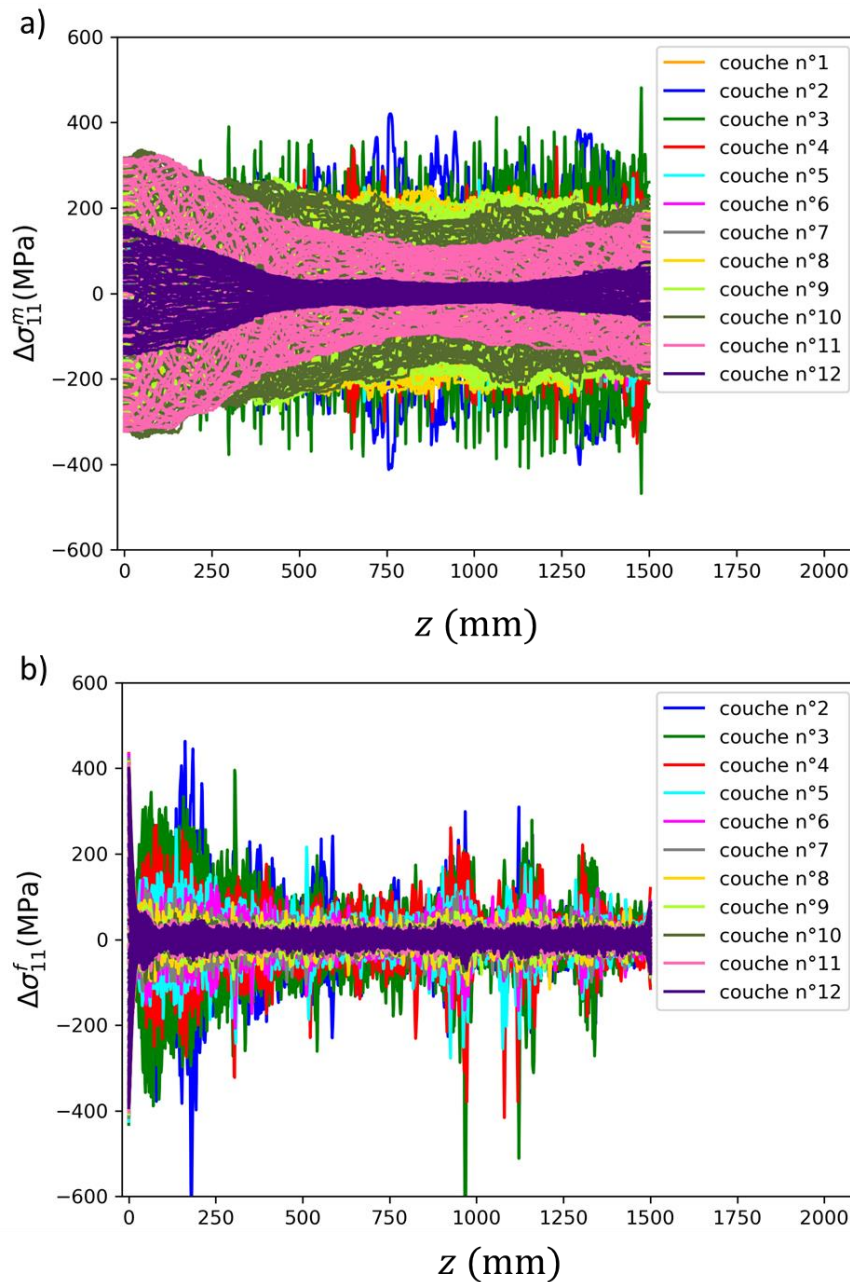 a)
600
400
200
0
−200
−400
−600
Δσ₁₁ᵐ(MPa)
0 250 500 750 1000 1250 1500 1750 2000
z (mm)
couche n°1
couche n°2
couche n°3
couche n°4
couche n°5
couche n°6
couche n°7
couche n°8
couche n°9
couche n°10
couche n°11
couche n°12
b)
600
400
200
0
−200
−400
−600
Δσ₁₁ᶠ(MPa)
0 250 500 750 1000 1250 1500 1750 2000
z (mm)
couche n°2
couche n°3
couche n°4
couche n°5
couche n°6
couche n°7
couche n°8
couche n°9
couche n°10
couche n°11
couche n°12